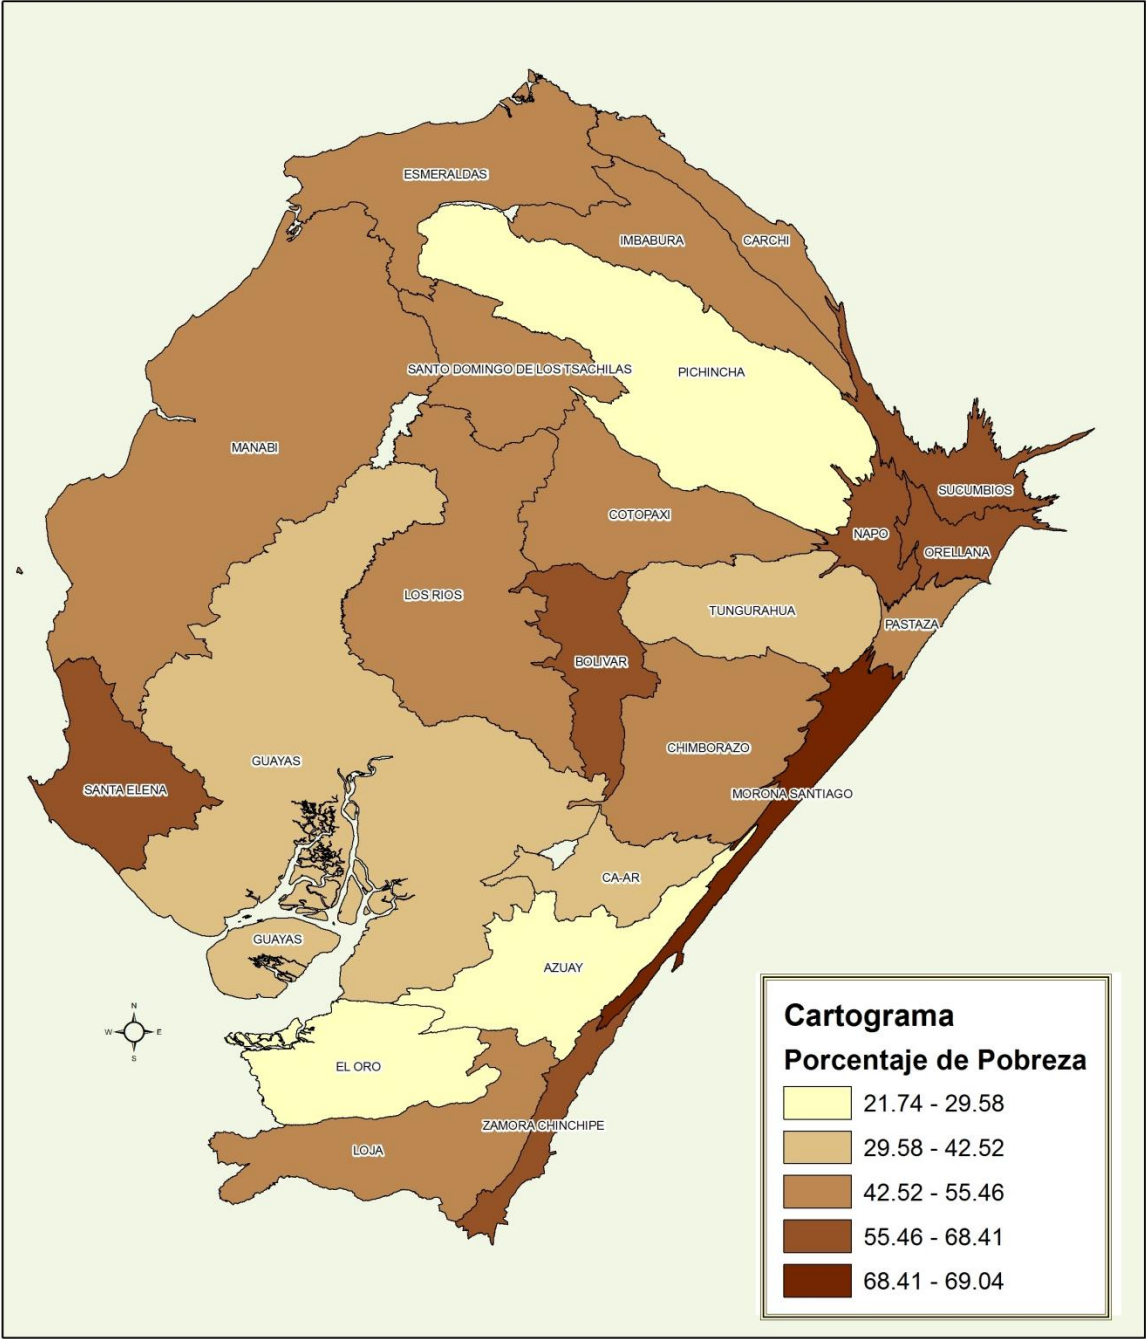 ESMERALDAS
IMBABURA
CARCHI
SANTO DOMINGO DE LOS TSACHILAS
PICHINCHA
MANABI
SUCUMBIOS
COTOPAXI
NAPO
ORELLANA
LOS RIOS
TUNGURAHUA
PASTAZA
BOLIVAR
CHIMBORAZO
GUAYAS
SANTA ELENA
MORONA SANTIAGO
CA-AR
GUAYAS
AZUAY
N
W E
S
EL ORO
ZAMORA CHINCHIPE
LOJA
Cartograma
Porcentaje de Pobreza
21.74 - 29.58
29.58 - 42.52
42.52 - 55.46
55.46 - 68.41
68.41 - 69.04